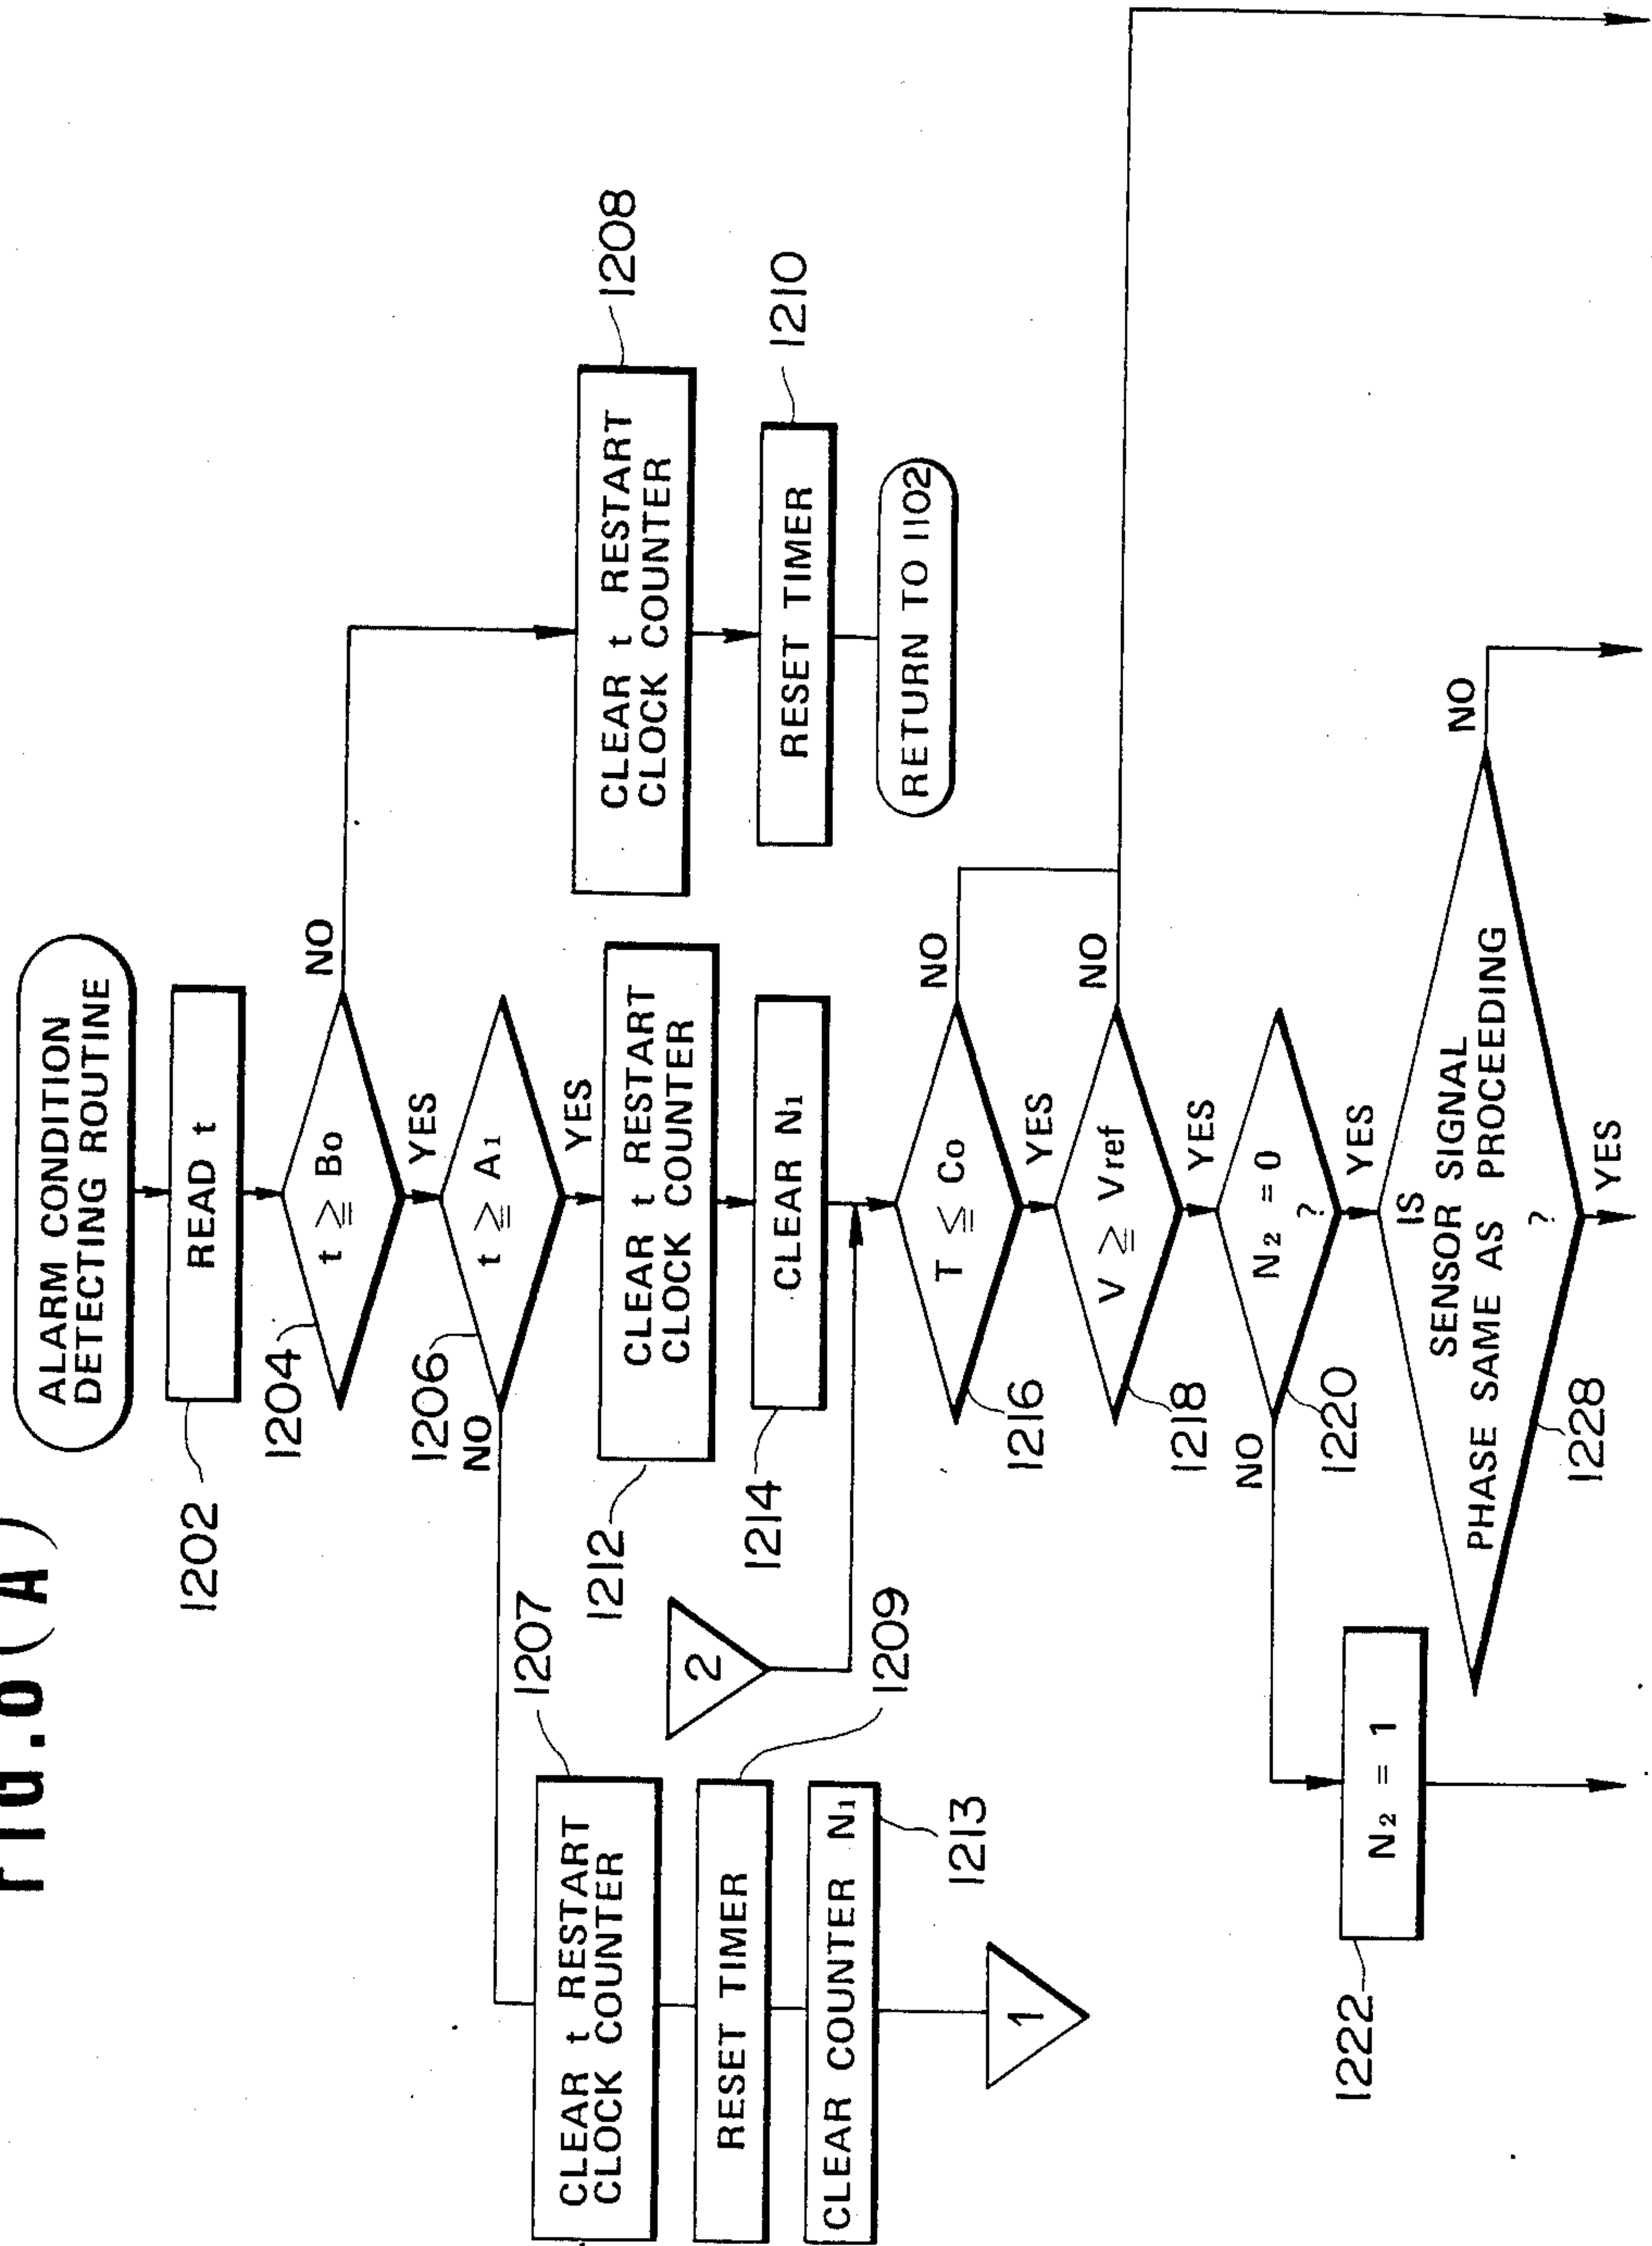 (A)
ALARM CONDITION
DETECTING ROUTINE
1202
READ t
1204
t ≧ Bo
NO
YES
1206
t ≧ A1
NO
YES
1207
CLEAR t RESTART
CLOCK COUNTER
1212
CLEAR t RESTART
CLOCK COUNTER
1208
CLEAR t RESTART
CLOCK COUNTER
1209
RESET TIMER
1214
CLEAR N1
1210
RESET TIMER
CLEAR COUNTER N1
1213
2
RETURN TO 1102
1
T ≦ Co
NO
1216
YES
V ≧ Vref
NO
1218
YES
N2 = 0
?
NO
1220
YES
1222
N2 = 1
IS
SENSOR SIGNAL
PHASE SAME AS PROCEEDING
?
NO
1228
YES